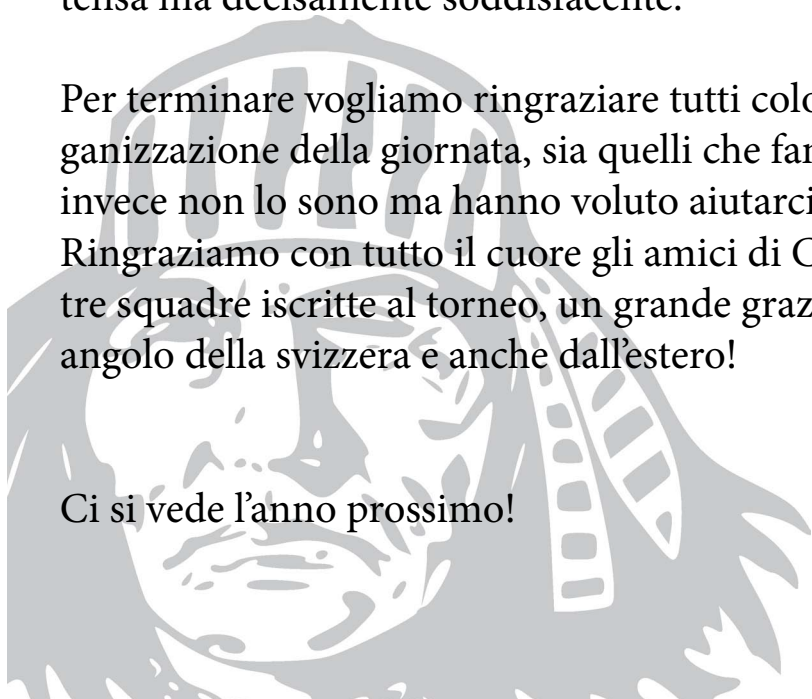 tensa ma decisamente soddisfacente.
Per terminare vogliamo ringraziare tutti colo
ganizzazione della giornata, sia quelli che fan
invece non lo sono ma hanno voluto aiutarci
Ringraziamo con tutto il cuore gli amici di C
tre squadre iscritte al torneo, un grande graz
angolo della svizzera e anche dall’estero!
Ci si vede l’anno prossimo!